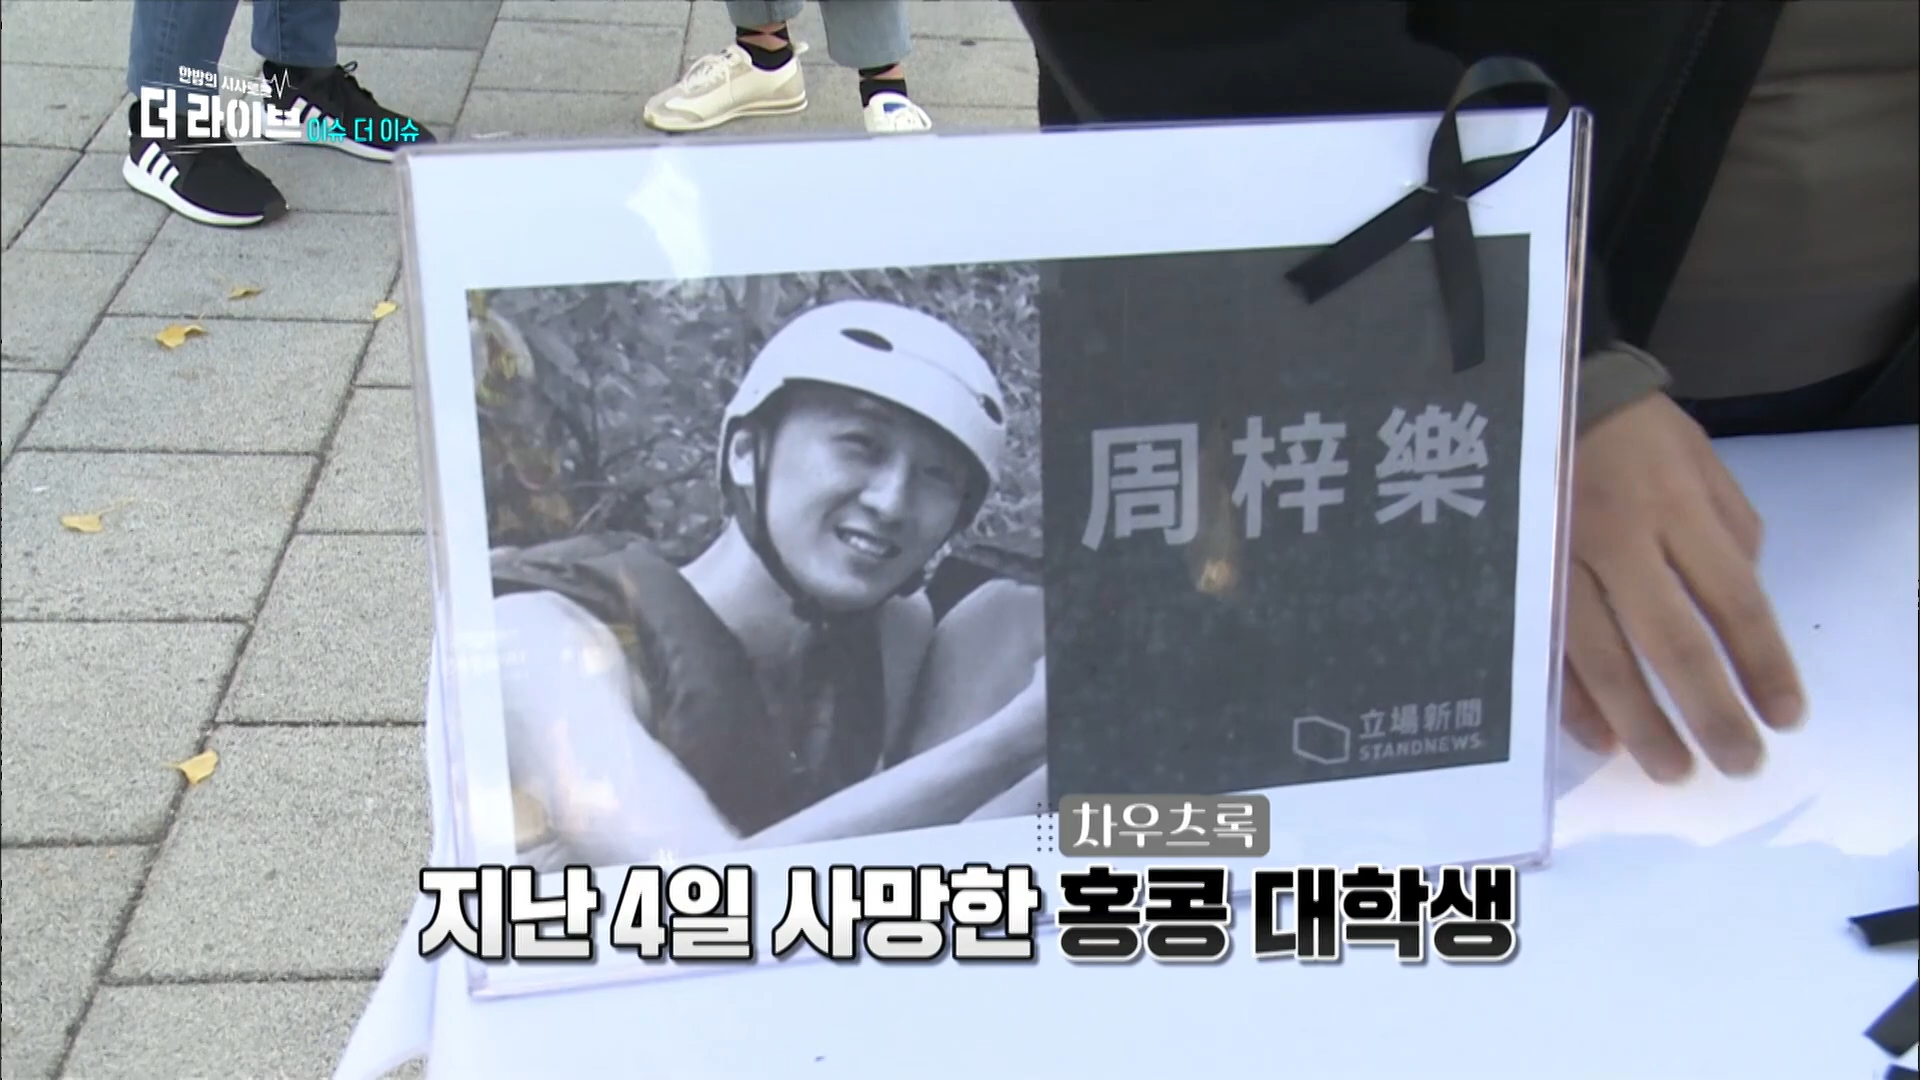 한밤의 시사토크
더 라이브 이슈 더 이슈
周梓樂
立場新聞
STANDNEWS
차우츠록
지난 4일 사망한 홍콩 대학생